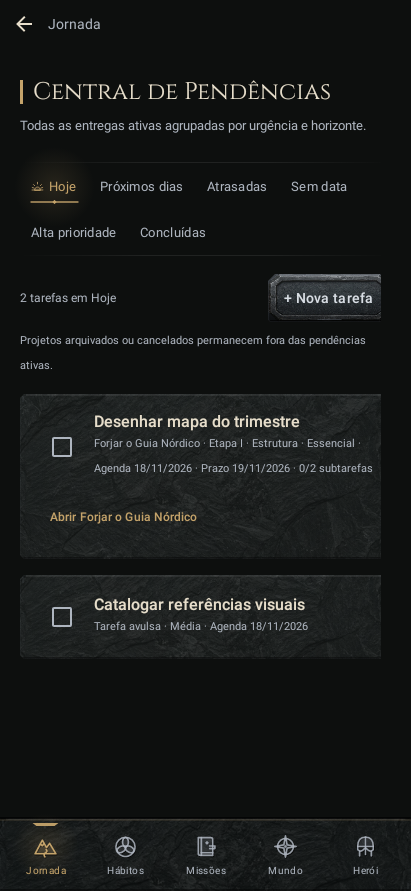 Jornada
Central de Pendências
Todas as entregas ativas agrupadas por urgência e horizonte.
Hoje Próximos dias Atrasadas Sem data
Alta prioridade Concluídas
2 tarefas em Hoje
+ Nova tarefa
Projetos arquivados ou cancelados permanecem fora das pendências
ativas.
Desenhar mapa do trimestre
Forjar o Guia Nórdico · Etapa I · Estrutura · Essencial ·
Agenda 18/11/2026 · Prazo 19/11/2026 · 0/2 subtarefas
Abrir Forjar o Guia Nórdico
Catalogar referências visuais
Tarefa avulsa · Média · Agenda 18/11/2026
Jornada Hábitos Missões Mundo Herói